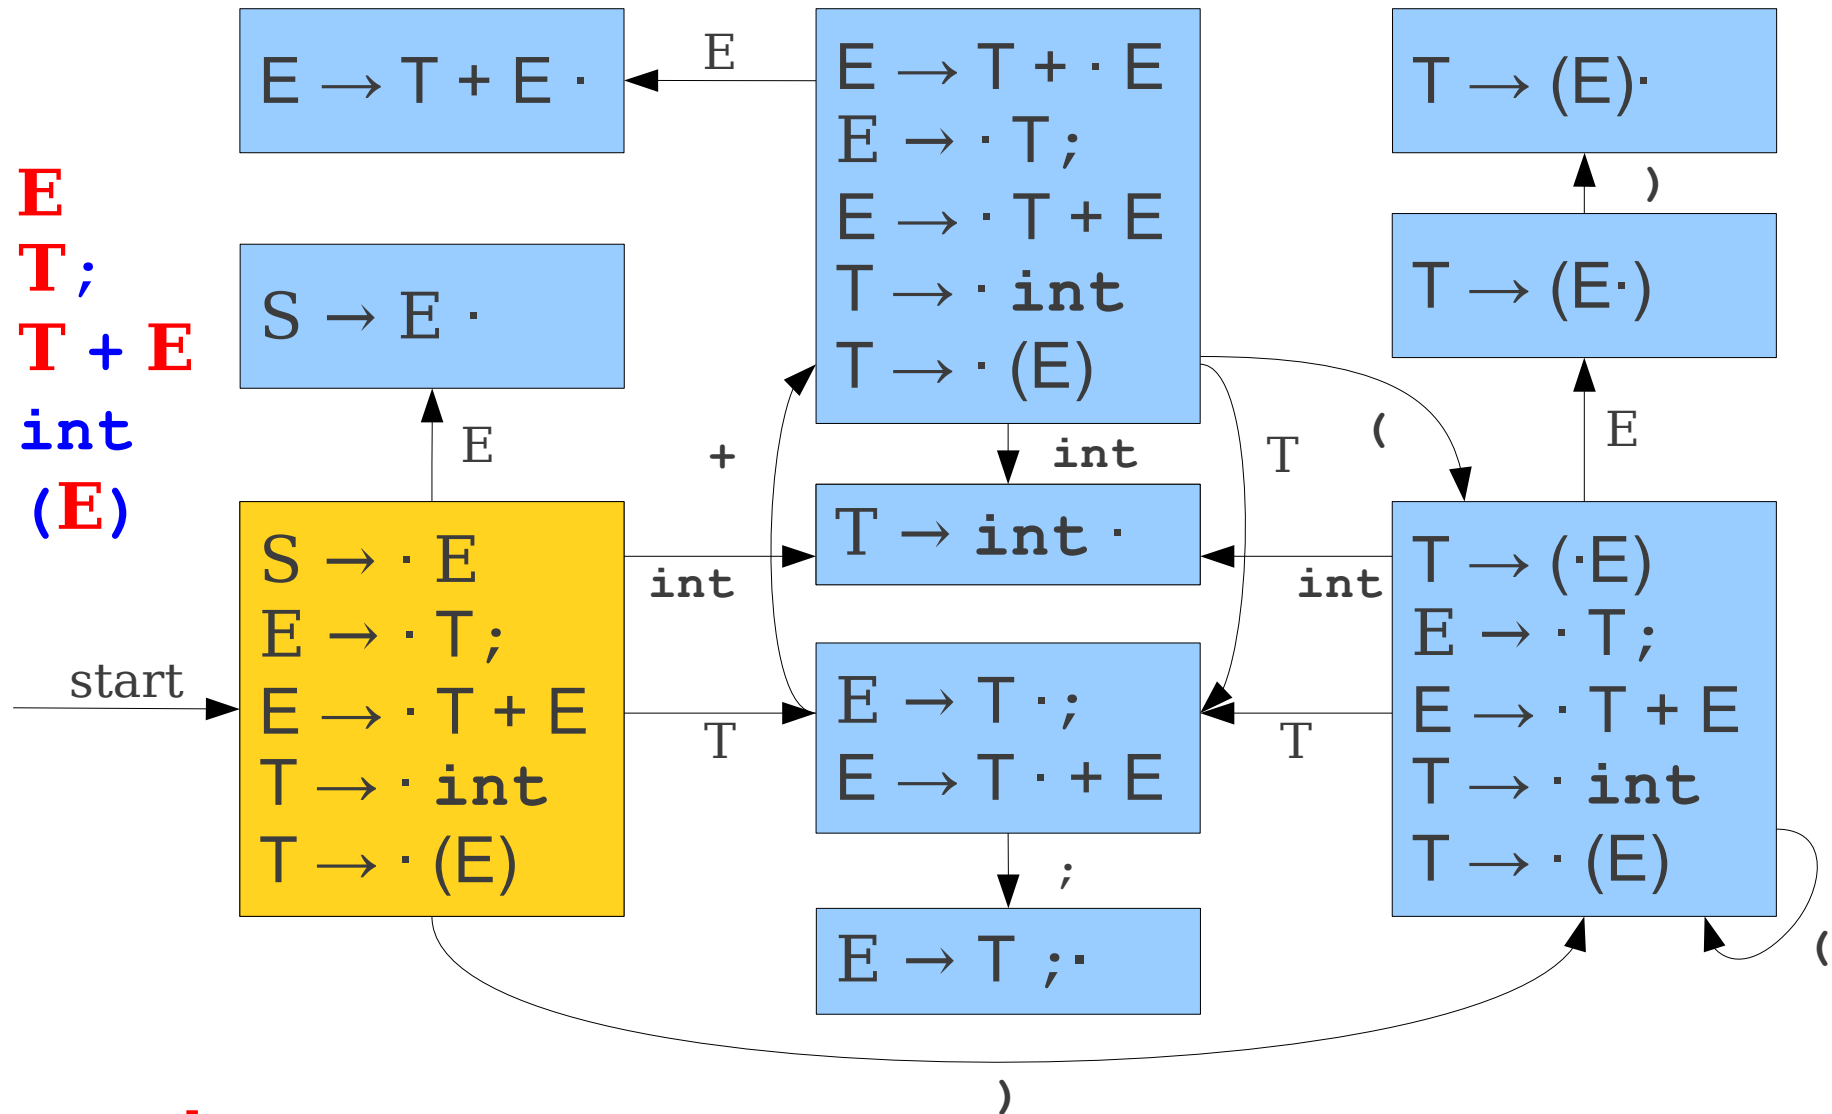 E
T ;
T + E
int
(E)
E → T + E ·
E
E → T + · E
E → · T ;
E → · T + E
T → · int
T → · (E)
T → (E)·
)
T → (E·)
S → E ·
E
+
int
T
(
E
start
S → · E
E → · T ;
E → · T + E
T → · int
T → · (E)
int
T
T → int ·
int
T
E → T · ;
E → T · + E
;
E → T ;·
T → (·E)
E → · T ;
E → · T + E
T → · int
T → · (E)
(
)